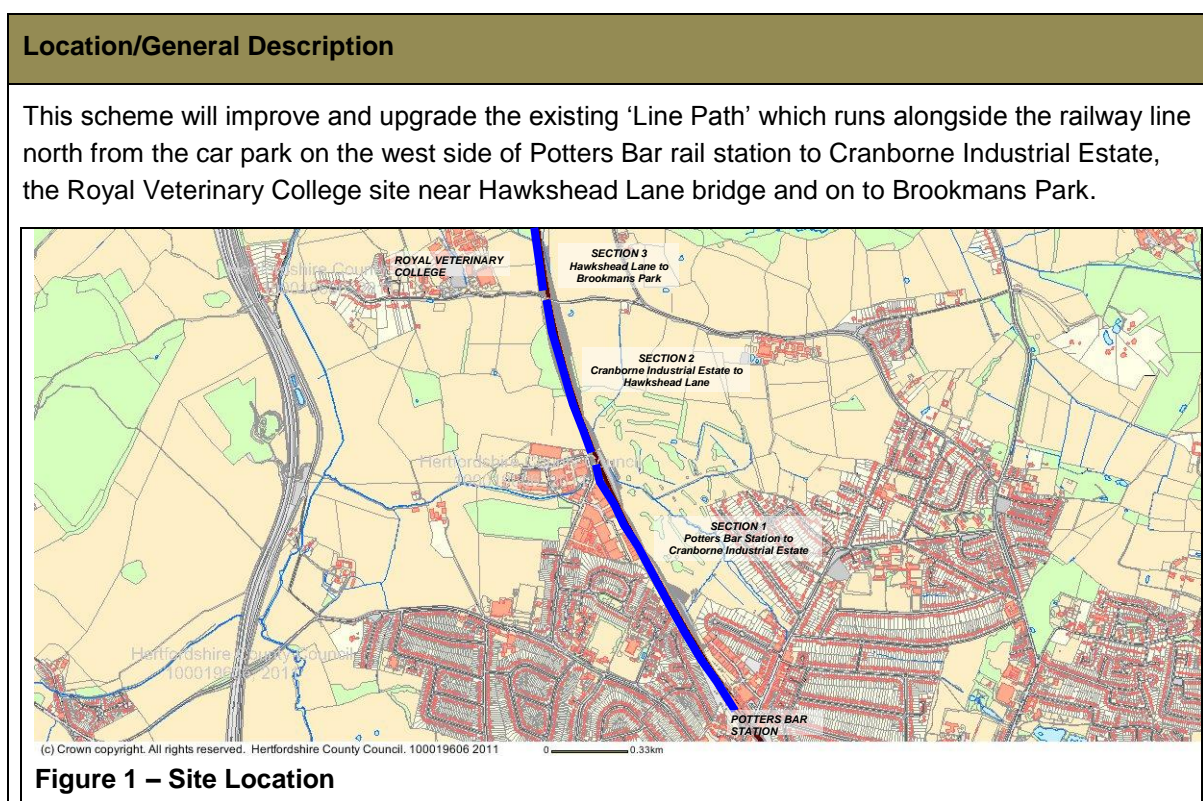 Location/General Description
This scheme will improve and upgrade the existing ‘Line Path’ which runs alongside the railway line
north from the car park on the west side of Potters Bar rail station to Cranborne Industrial Estate,
the Royal Veterinary College site near Hawkshead Lane bridge and on to Brookmans Park.
ROYAL VETERINARY
COLLEGE
SECTION 3
Hawkshead Lane to
Brookmans Park
SECTION 2
Cranborne Industrial Estate to
Hawkshead Lane
Hertfordshire County Council
SECTION 1
Potters Bar Station to
Cranborne Industrial Estate
Hertfordshire County Council
POTTERS BAR
STATION
(c) Crown copyright. All rights reserved. Hertfordshire County Council. 100019606 2011
0 0.33km
Figure 1 – Site Location